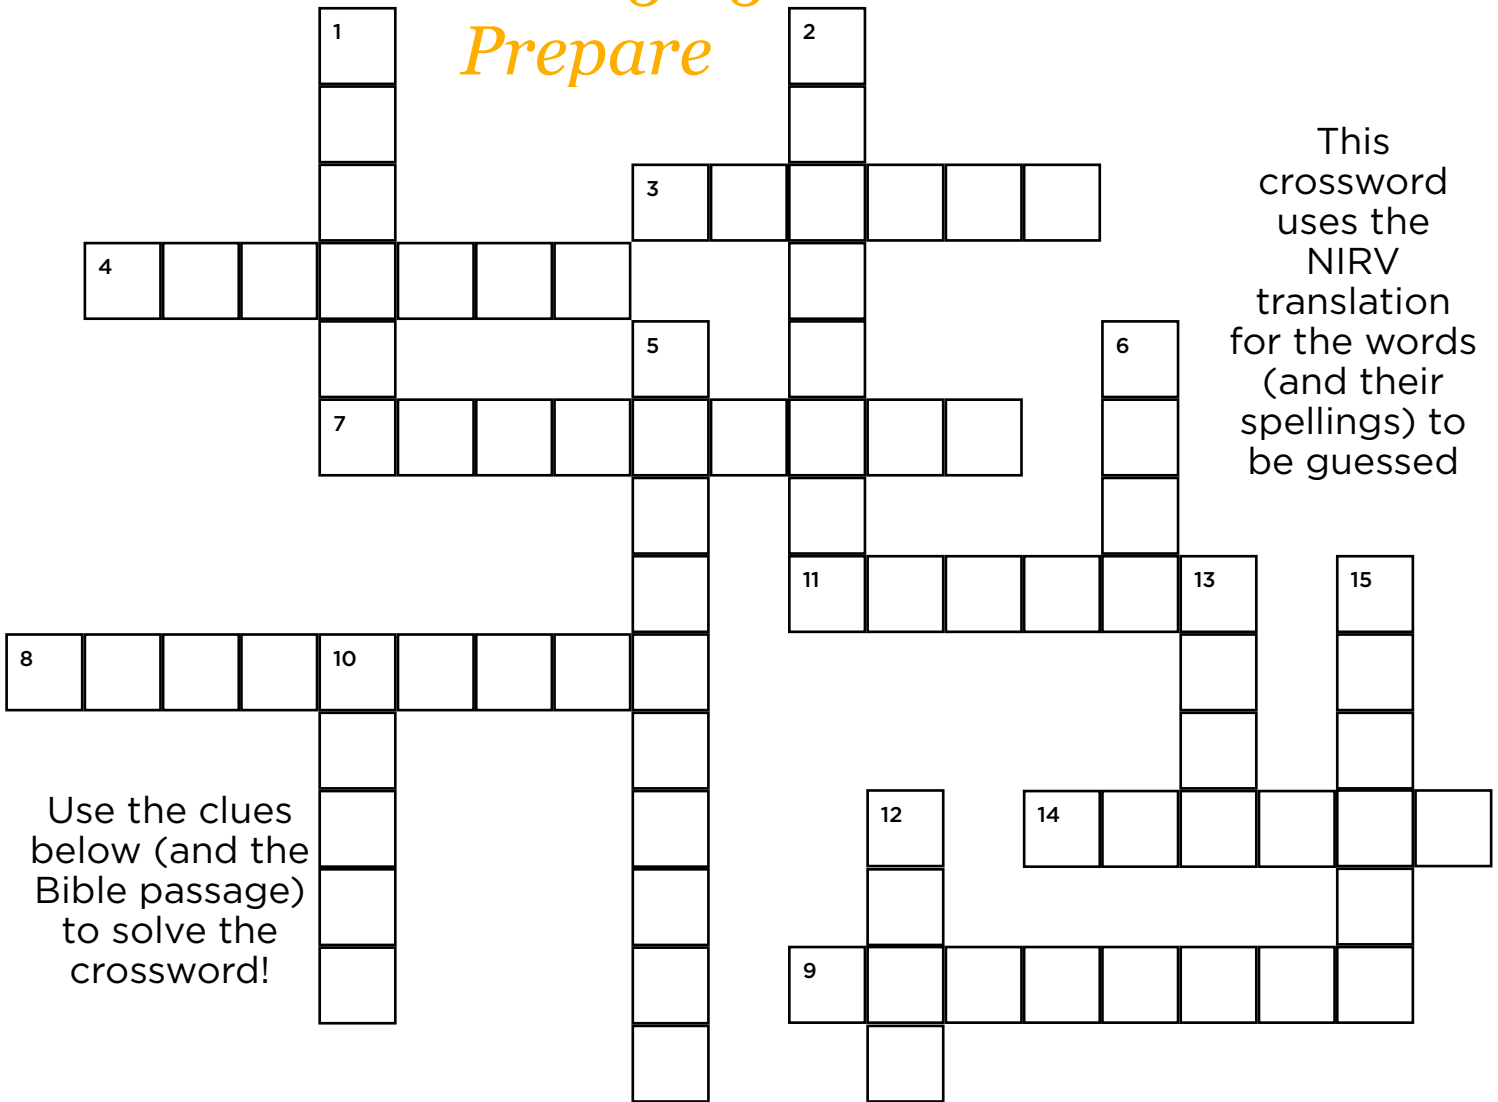 Prepare
1
2
3
4
5
6
7
11
13
15
8
10
12
14
9
This
crossword
uses the
NIRV
translation
for the words
(and their
spellings) to
be guessed
Use the clues
below (and the
Bible passage)
to solve the
crossword!